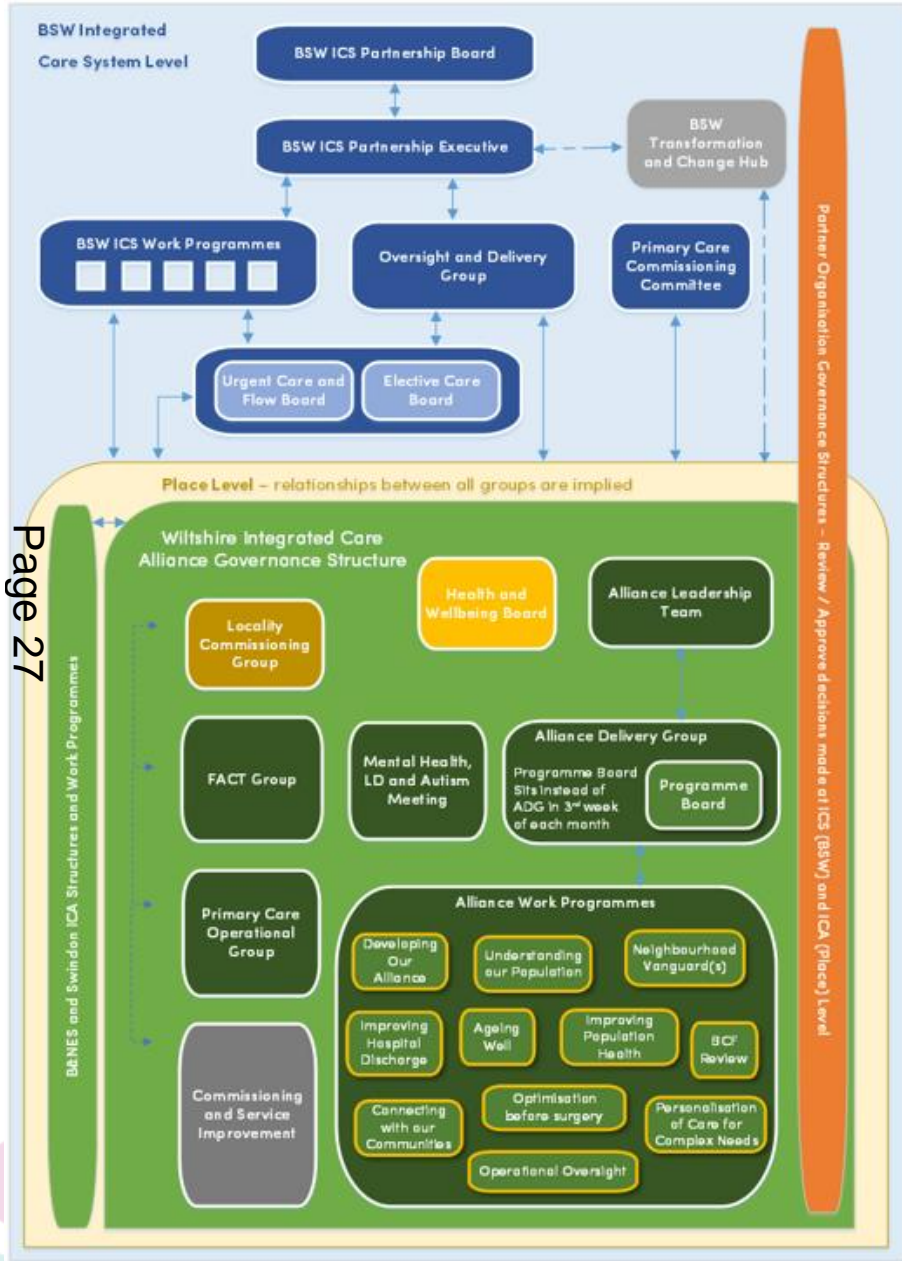 BSW Integrated
Care System Level
BSW ICS Partnership Board
BSW ICS Partnership Executive
BSW
Transformation
and Change Hub
BSW ICS Work Programmes
Oversight and Delivery
Group
Primary Care
Commissioning
Committee
Urgent Care and
Flow Board
Elective Care
Board
Partner Organisation Governance Structures – Review / Approve decisions made at ICS (BSW) and ICA (Place) Level
Place Level – relationships between all groups are implied
Page 27
B&NES and Swindon ICA Structures and Work Programmes
Wiltshire Integrated Care
Alliance Governance Structure
Health and
Wellbeing Board
Alliance Leadership
Team
Locality
Commissioning
Group
FACT Group
Mental Health,
LD and Autism
Meeting
Alliance Delivery Group
Programme Board
Sits instead of
ADG in 3rd week
of each month
Programme
Board
Primary Care
Operational
Group
Commissioning
and Service
Improvement
Alliance Work Programmes
Developing
Our
Alliance
Understanding
our Population
Neighbourhood
Vanguard(s)
Improving
Hospital
Discharge
Ageing
Well
Improving
Population
Health
BCF
Review
Connecting
with our
Communities
Optimisation
before surgery
Personalisation
of Care for
Complex Needs
Operational Oversight